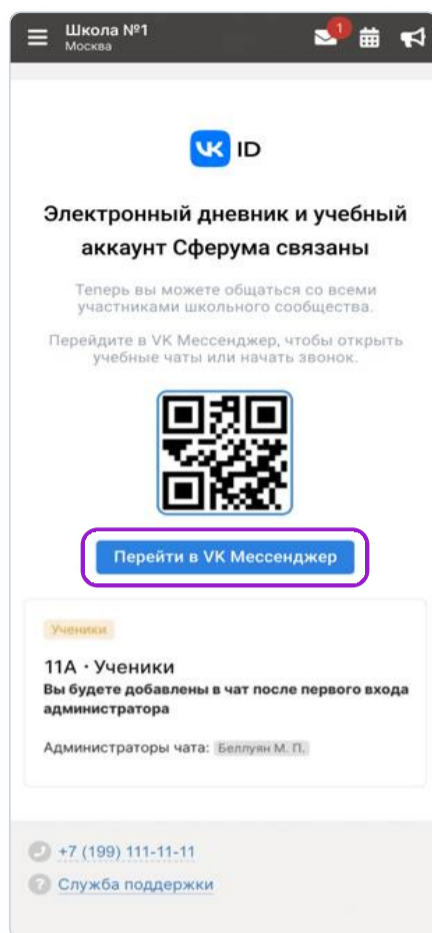 Школа №1
Москва
1
VK ID
Электронный дневник и учебный
аккаунт Сферума связаны
Теперь вы можете общаться со всеми
участниками школьного сообщества.
Перейдите в VK Мессенджер, чтобы открыть
учебные чаты или начать звонок.
Перейти в VK Мессенджер
Ученики
11А · Ученики
Вы будете добавлены в чат после первого входа
администратора
Администраторы чата: Беллуян М. П.
+7 (199) 111-11-11
Служба поддержки